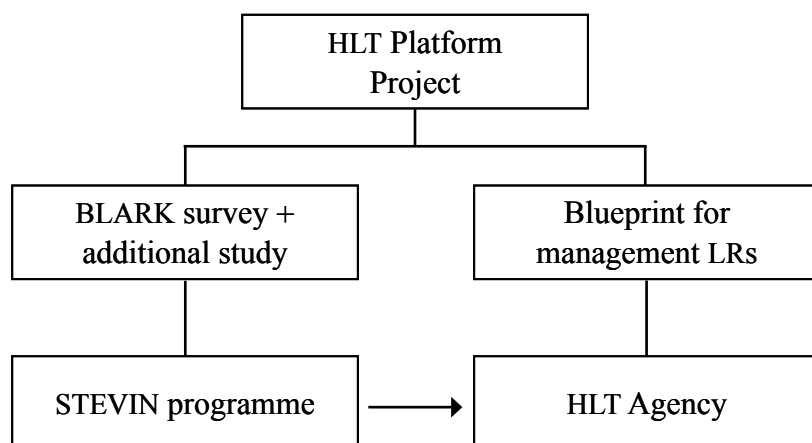 HLT Platform
Project
BLARK survey +
additional study
Blueprint for
management LRs
STEVIN programme
HLT Agency